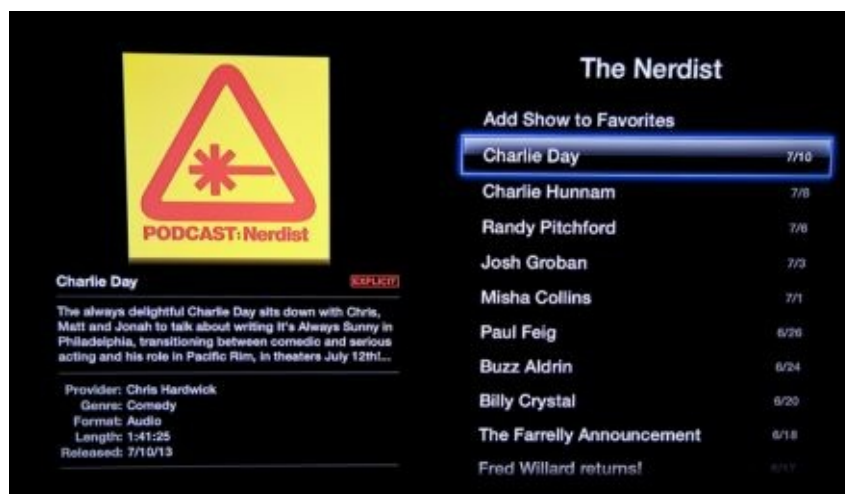 PODCAST: Nerdist
Charlie Day EXPLICIT
The always delightful Charlie Day sits down with Chris,
Matt and Jonah to talk about writing It's Always Sunny in
Philadelphia, transitioning between comedic and serious
acting and his role in Pacific Rim, in theaters July 12th!...
Provider: Chris Hardwick
Genre: Comedy
Format: Audio
Length: 1:41:25
Released: 7/10/13
The Nerdist
Add Show to Favorites
Charlie Day 7/10
Charlie Hunnam 7/8
Randy Pitchford 7/6
Josh Groban 7/3
Misha Collins 7/1
Paul Feig 6/26
Buzz Aldrin 6/24
Billy Crystal 6/20
The Farrelly Announcement 6/18
Fred Willard returns! 6/17